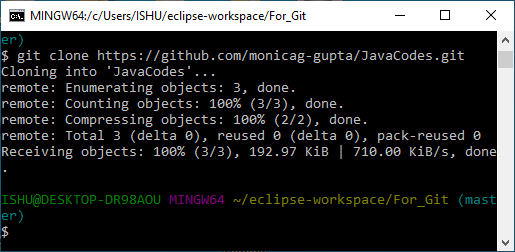 MINGW64:/c/Users/ISHU/eclipse-workspace/For_Git
er)
$ git clone https://github.com/monicag-gupta/JavaCodes.git
Cloning into 'JavaCodes'...
remote: Enumerating objects: 3, done.
remote: Counting objects: 100% (3/3), done.
remote: Compressing objects: 100% (2/2), done.
remote: Total 3 (delta 0), reused 0 (delta 0), pack-reused 0
Receiving objects: 100% (3/3), 192.97 KiB | 710.00 KiB/s, done
.
ISHU@DESKTOP-DR98AOU MINGW64 ~/eclipse-workspace/For_Git (mast
er)
$